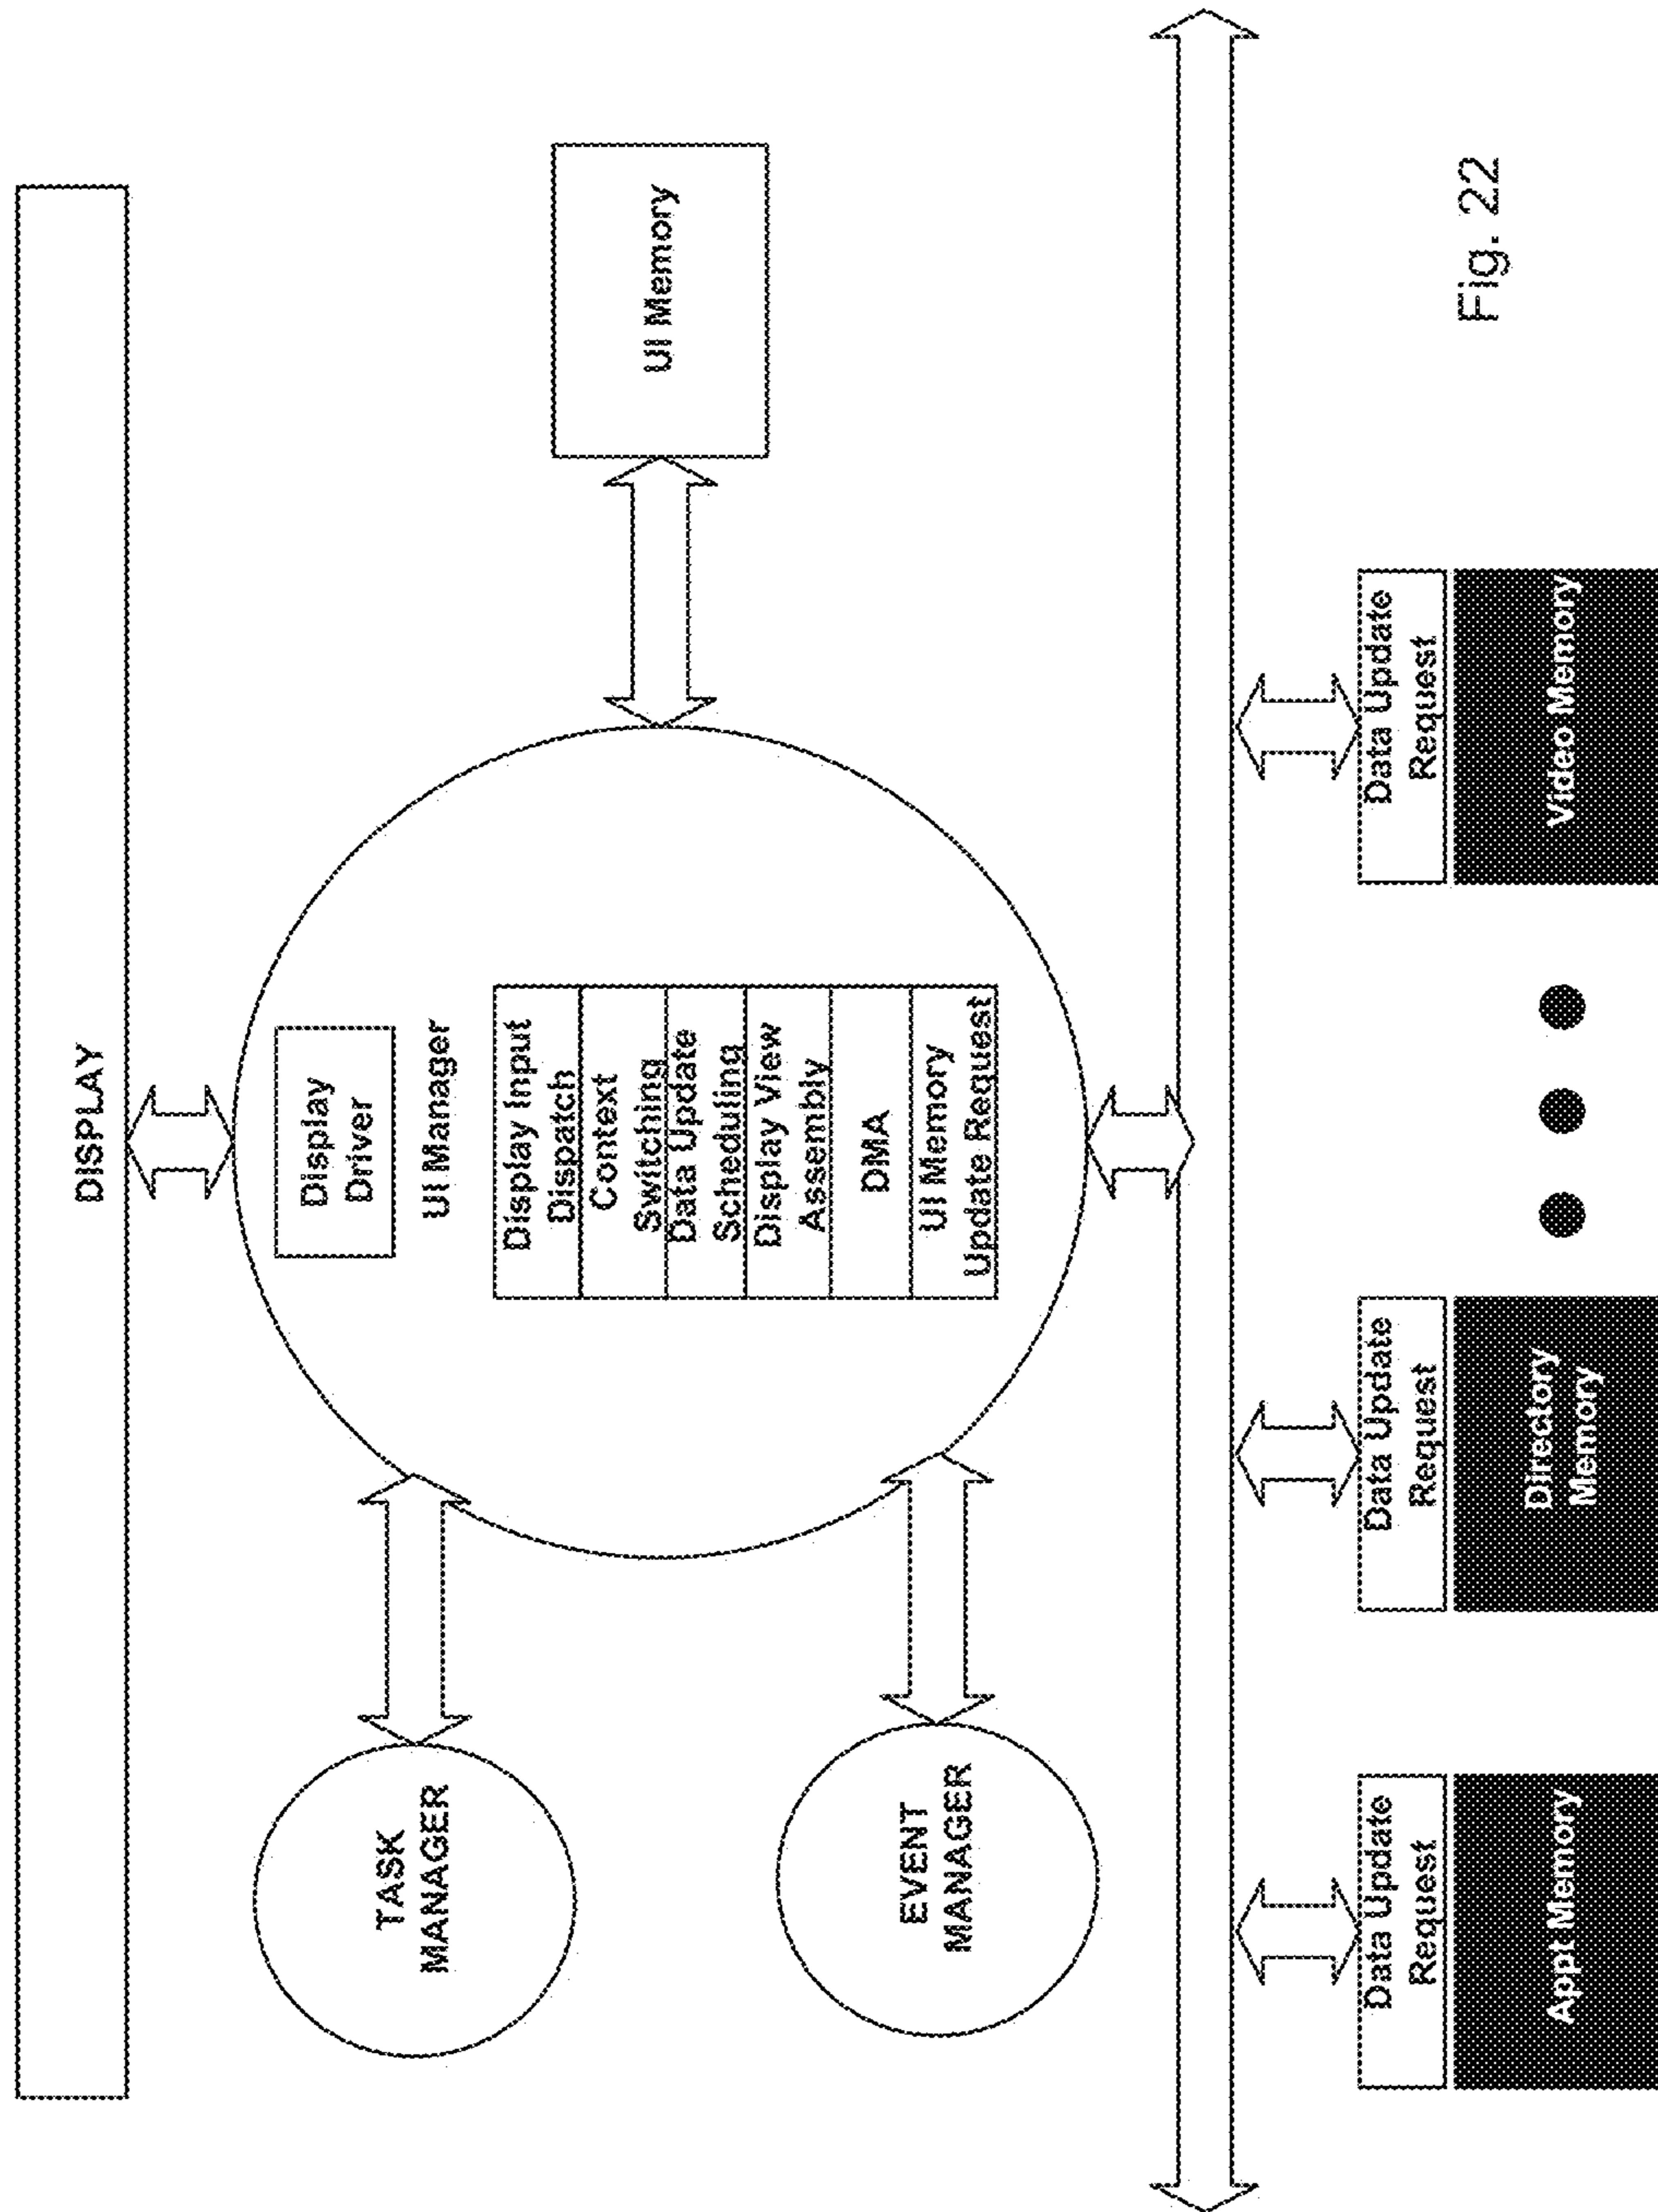 DISPLAY
Display
Driver
UI Manager
TASK
MANAGER
Display Input
Dispatch
Context
Switching
Data Update
Scheduling
Display View
Assembly
DMA
UI Memory
Update Request
UI Memory
EVENT
MANAGER
Data Update
Request
Appt Memory
Data Update
Request
Directory
Memory
Data Update
Request
Video Memory
Fig. 22